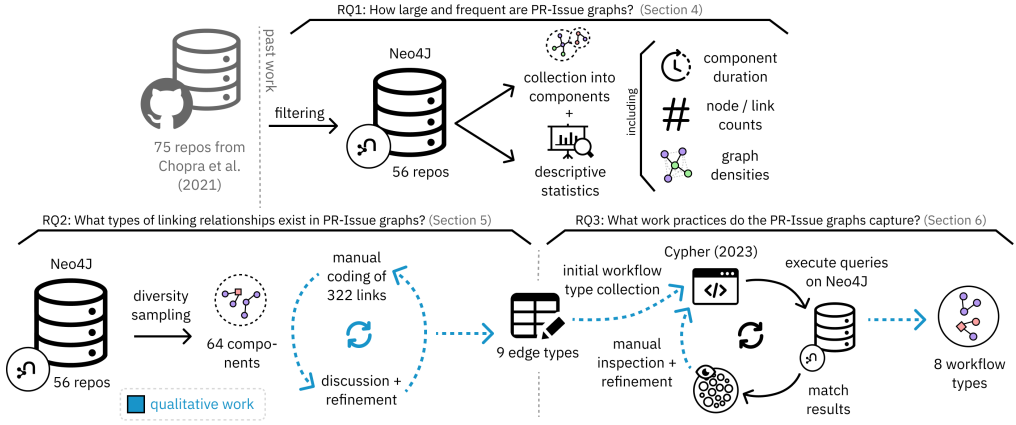 RQ1: How large and frequent are PR-Issue graphs? (Section 4)
past work
75 repos from
Chopra et al.
(2021)
filtering
Neo4J
56 repos
collection into
components
+
descriptive
statistics
including
component
duration
#
node / link
counts
graph
densities
RQ2: What types of linking relationships exist in PR-Issue graphs? (Section 5)
Neo4J
56 repos
diversity
sampling
64 compo-
nents
manual
coding of
322 links
discussion +
refinement
9 edge types
qualitative work
RQ3: What work practices do the PR-Issue graphs capture? (Section 6)
initial workflow
type collection
Cypher (2023)
</>
execute queries
on Neo4J
manual
inspection +
refinement
match
results
8 workflow
types